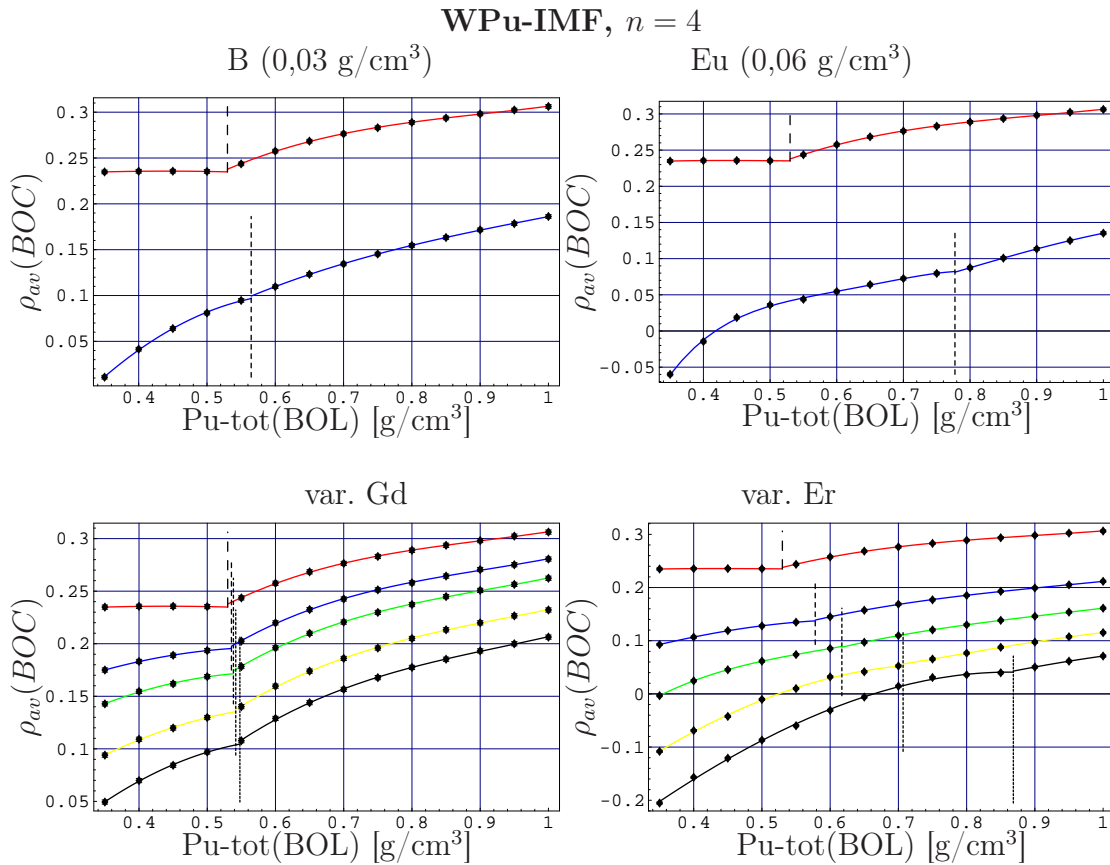 WPu-IMF, n = 4
B (0,03 g/cm³)
Eu (0,06 g/cm³)
0.3
0.25
0.2
0.15
0.1
0.05
ρav(BOC)
0.4 0.5 0.6 0.7 0.8 0.9 1
Pu-tot(BOL) [g/cm³]
0.3
0.25
0.2
0.15
0.1
0.05
0
-0.05
ρav(BOC)
0.4 0.5 0.6 0.7 0.8 0.9 1
Pu-tot(BOL) [g/cm³]
var. Gd
var. Er
0.3
0.25
0.2
0.15
0.1
0.05
ρav(BOC)
0.4 0.5 0.6 0.7 0.8 0.9 1
Pu-tot(BOL) [g/cm³]
0.3
0.2
0.1
0
-0.1
-0.2
ρav(BOC)
0.4 0.5 0.6 0.7 0.8 0.9 1
Pu-tot(BOL) [g/cm³]